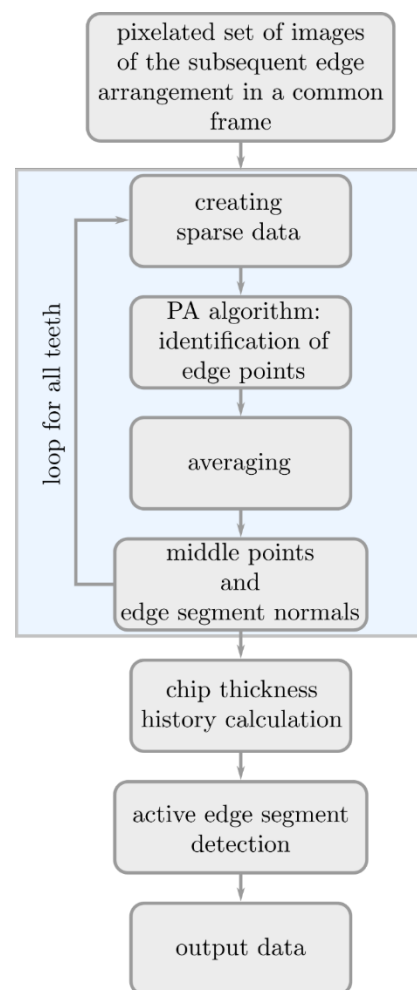 pixelated set of images
of the subsequent edge
arrangement in a common
frame
creating
sparse data
loop for all teeth
PA algorithm:
identification of
edge points
averaging
middle points
and
edge segment normals
chip thickness
history calculation
active edge segment
detection
output data